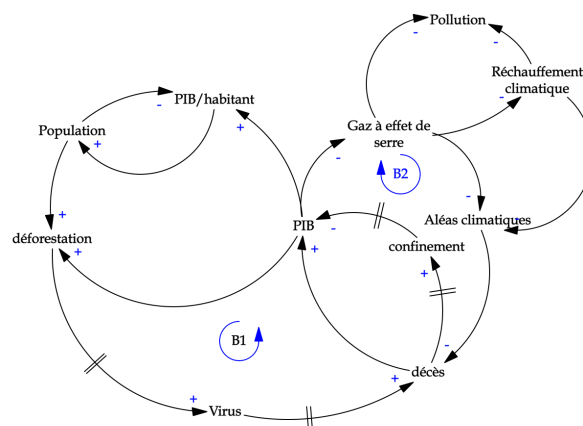 Pollution
-
-
Réchauffement
climatique
PIB/habitant
-
-
+
Population
+
Gaz à effet de
serre
-
B2
-
+
déforestation
+
PIB
-
+
Aléas climatiques
-
confinement
+
B1
-
décès
+
+
Virus